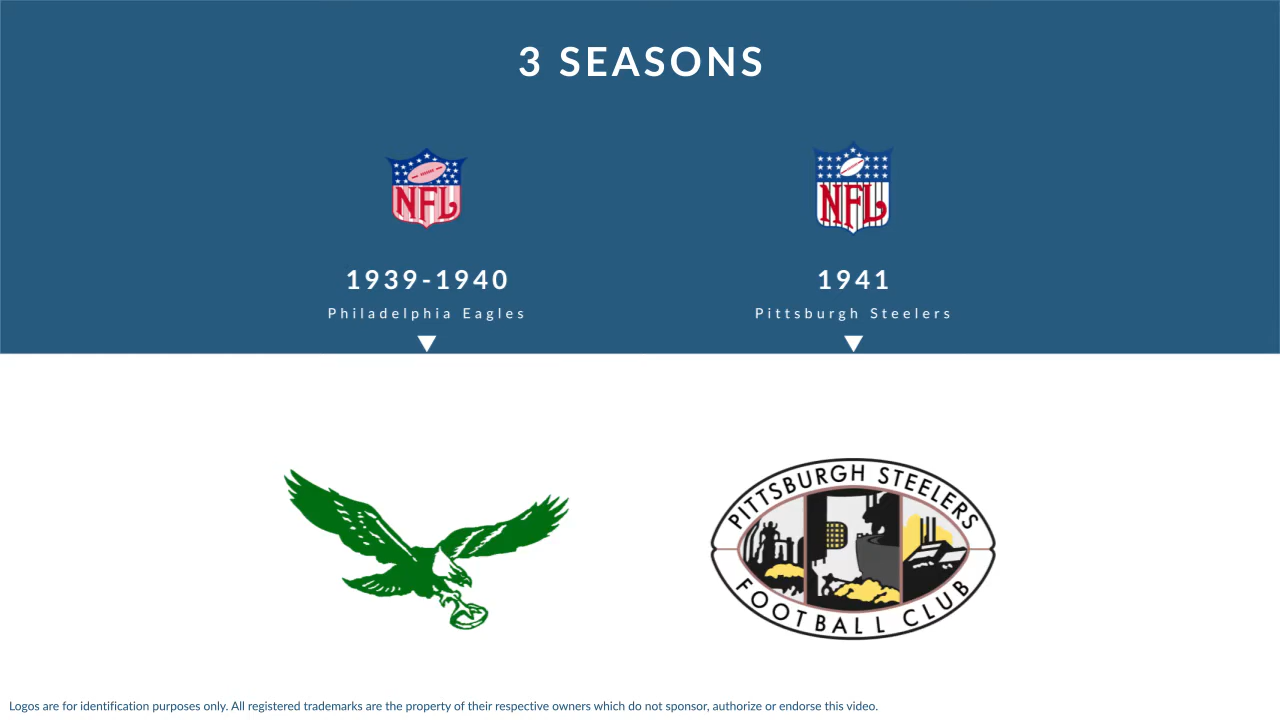 3 SEASONS
NFL
NFL
1939-1940
1941
Philadelphia Eagles
Pittsburgh Steelers
PITTSBURGH STEELERS
FOOTBALL CLUB
Logos are for identification purposes only. All registered trademarks are the property of their respective owners which do not sponsor, authorize or endorse this video.